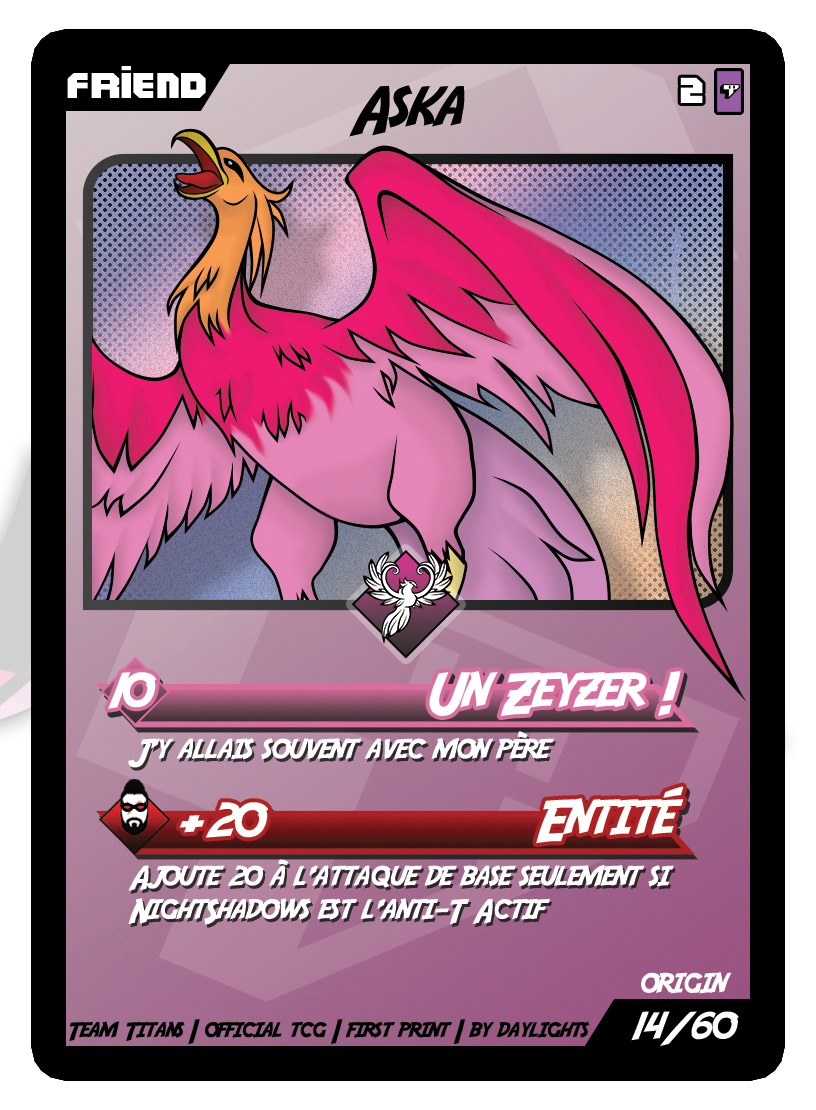 FRiEND
ASKA
2
10
UN ZEYZER !
J'Y ALLAIS SOUVENT AVEC MON PÈRE
+20
ENTITÉ
AJOUTE 20 À L'ATTAQUE DE BASE SEULEMENT SI
NIGHTSHADOWS EST L'ANTI-T ACTIF
ORIGIN
TEAM TITANS | OFFICIAL TCG | FIRST PRINT | BY DAYLIGHTS
14/60